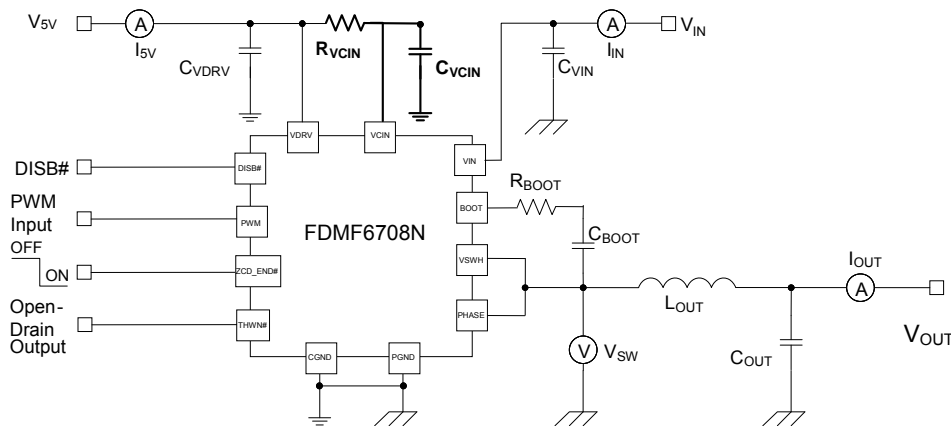 V5V
A
I5V
RVCIN
CVDRV
CVCIN
A
IIN
VIN
CVIN
VDRV
VCIN
DISB#
DISB#
VIN
PWM
Input
PWM
BOOT
RBOOT
FDMF6708N
CBOOT
OFF
ON
ZCD_END#
VSWH
IOUT
A
LOUT
Open-
Drain
Output
THWN#
PHASE
VOUT
V
VSW
COUT
CGND
PGND